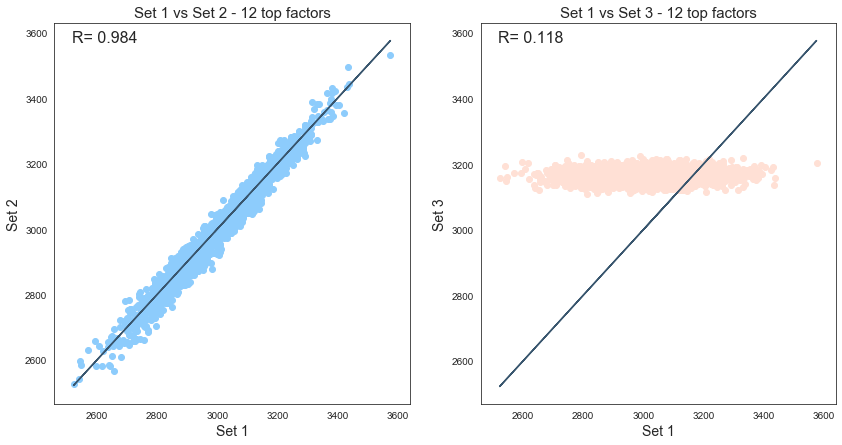 Set 1 vs Set 2 - 12 top factors
R= 0.984
3600
3400
3200
3000
2800
2600
Set 2
2600 2800 3000 3200 3400 3600
Set 1
Set 1 vs Set 3 - 12 top factors
R= 0.118
3600
3400
3200
3000
2800
2600
Set 3
2600 2800 3000 3200 3400 3600
Set 1